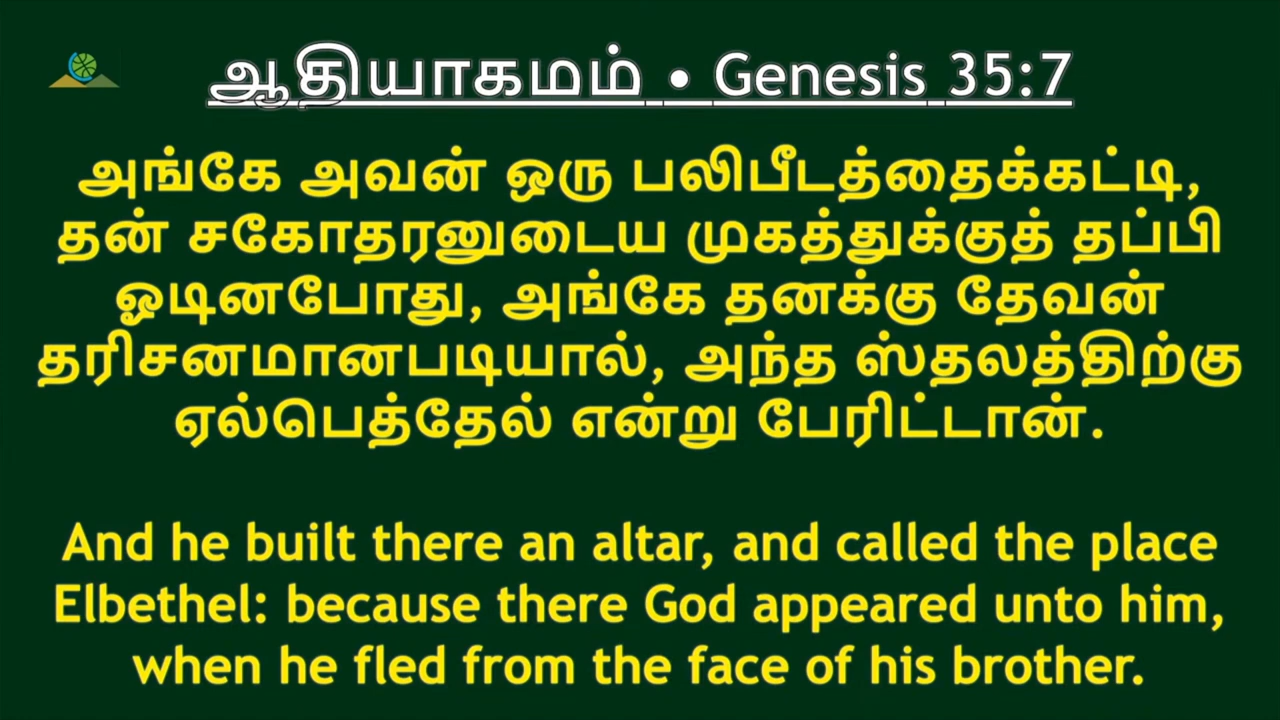 ஆதியாகமம் • Genesis 35:7
அங்கே அவன் ஒரு பலிபீடத்தைக்கட்டி,
தன் சகோதரனுடைய முகத்துக்குத் தப்பி
ஓடினபோது, அங்கே தனக்கு தேவன்
தரிசனமானபடியால், அந்த ஸ்தலத்திற்கு
ஏல்பெத்தேல் என்று பேரிட்டான்.
And he built there an altar, and called the place
Elbethel: because there God appeared unto him,
when he fled from the face of his brother.